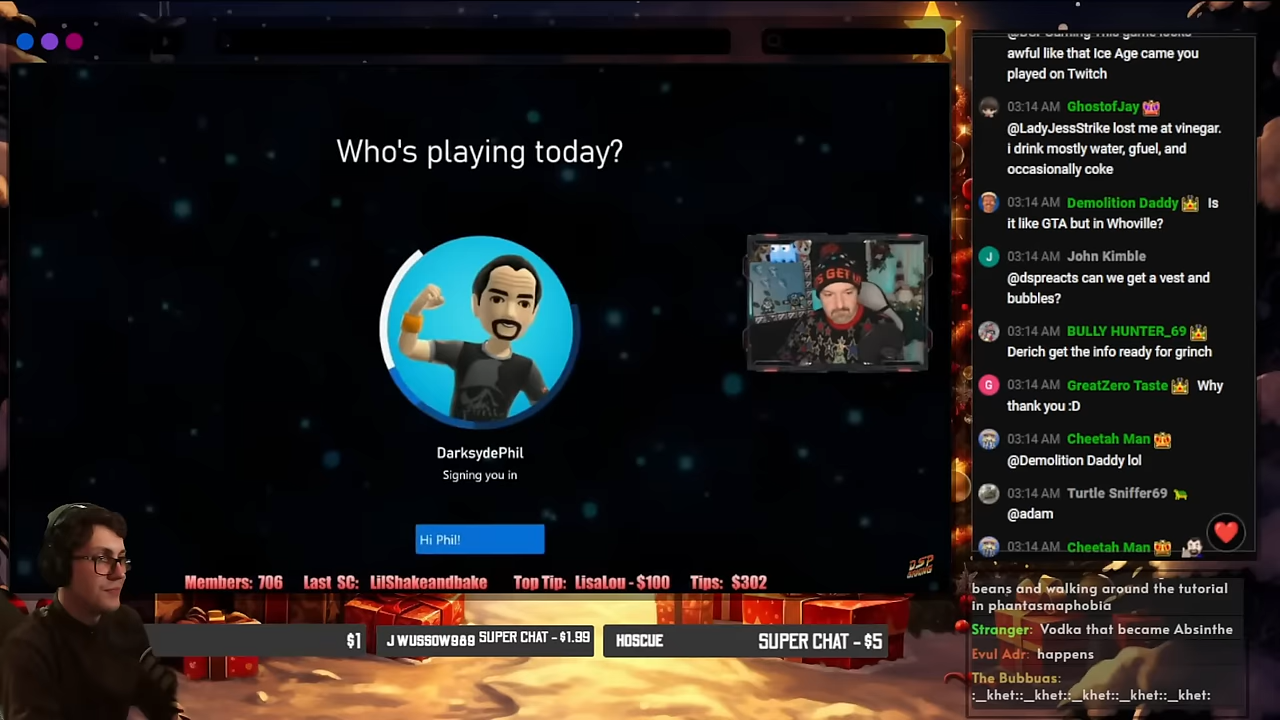 Who's playing today?
DarksydePhil
Signing you in
Hi Phil!
DSP
GAMING
Members: 706 Last SC: LilShakeandbake Top Tip: LisaLou - $100 Tips: $302
$1
J WUSSOW888 SUPER CHAT - $1.99
HOSCUE SUPER CHAT - $5
awful like that Ice Age came you
played on Twitch
03:14 AM GhostofJay
@LadyJessStrike lost me at vinegar.
i drink mostly water, gfuel, and
occasionally coke
03:14 AM Demolition Daddy Is
it like GTA but in Whoville?
J 03:14 AM John Kimble
@dspreacts can we get a vest and
bubbles?
03:14 AM BULLY HUNTER_69
Derich get the info ready for grinch
G 03:14 AM GreatZero Taste Why
thank you :D
03:14 AM Cheetah Man
@Demolition Daddy lol
03:14 AM Turtle Sniffer69
@adam
03:14 AM Cheetah Man
beans and walking around the tutorial
in phantasmaphobia
Stranger: Vodka that became Absinthe
Evul Adr: happens
The Bubbuas:
:_khet::_khet::_khet::_khet::_khet: